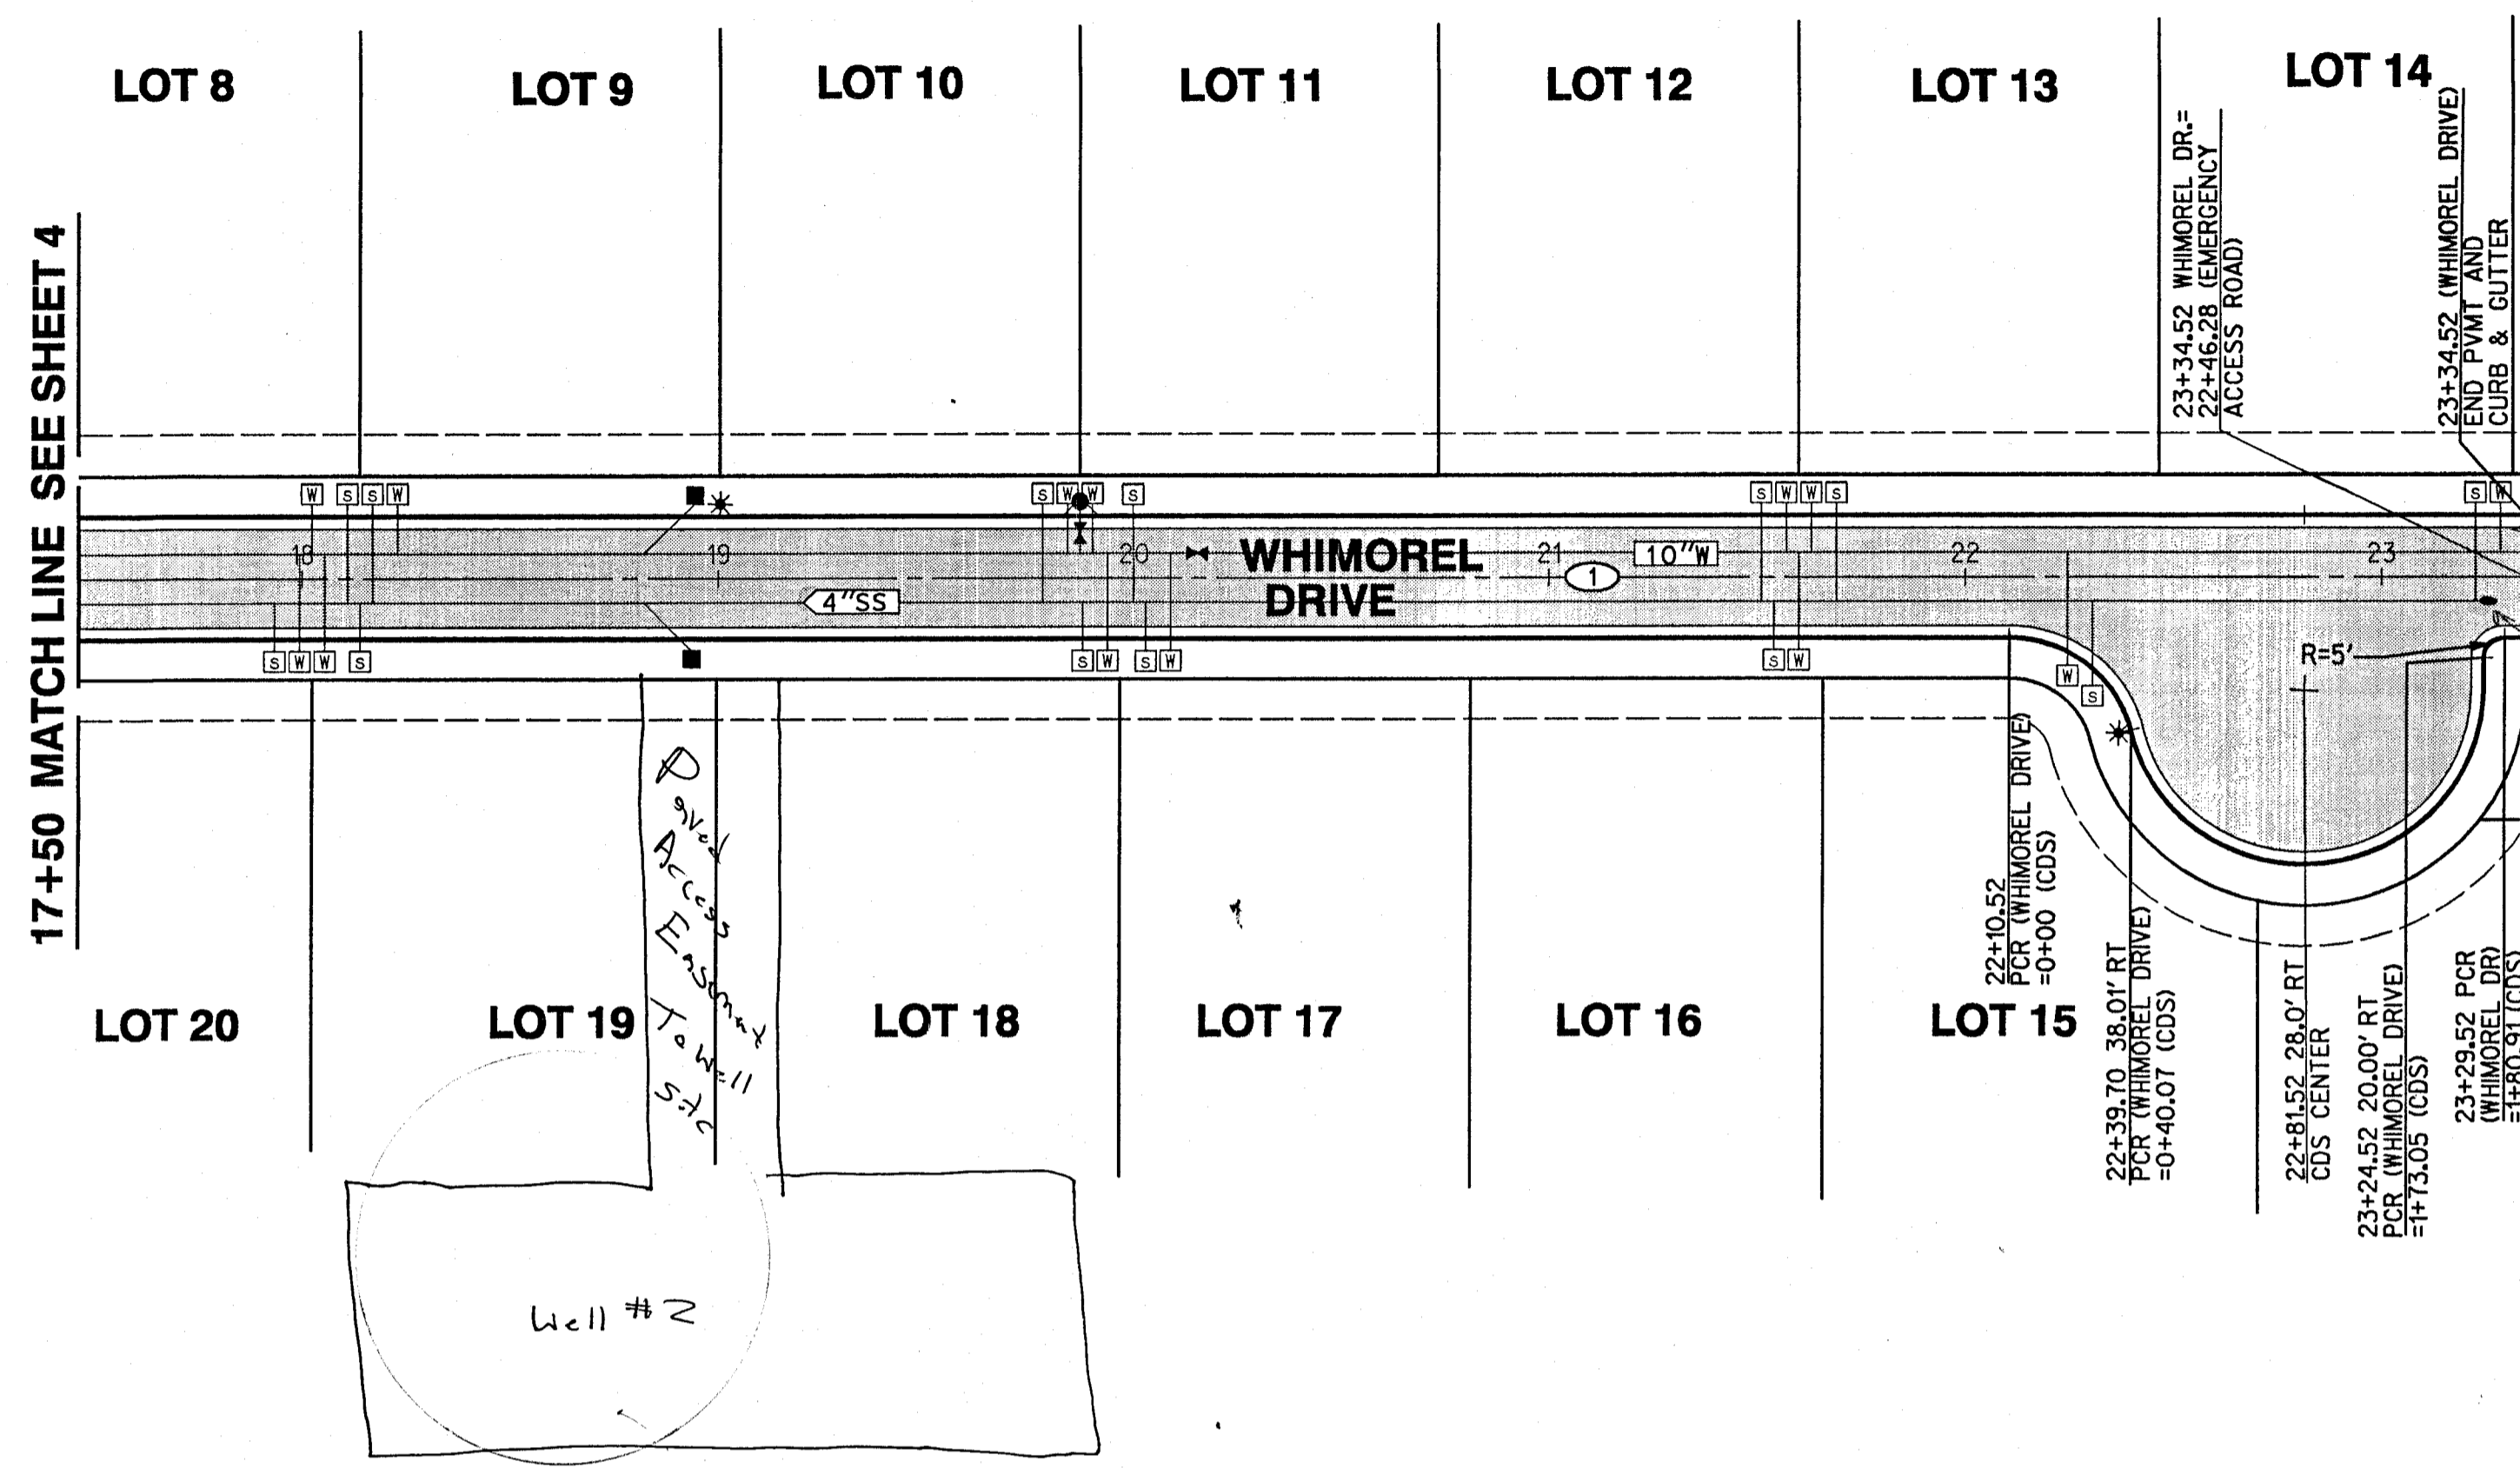 LOT 8
LOT 9
LOT 10
LOT 11
LOT 12
LOT 13
LOT 14
17+50 MATCH LINE SEE SHEET 4
23+34.52 WHIMOREL DR.=
22+46.28 (EMERGENCY
ACCESS ROAD)
23+34.52 (WHIMOREL DRIVE)
END PVMT AND
CURB & GUTTER
W S S W
S W W S
S W W S
S W
18
19
20
21
22
23
WHIMOREL
DRIVE
10"W
1
4"SS
S W W S
S W S W
S W
W
S
R=5'
Paved
Access
Easement
To Well
Site
22+10.52
PCR (WHIMOREL DRIVE)
=0+00 (CDS)
22+39.70 38.01' RT
PCR (WHIMOREL DRIVE)
=0+40.07 (CDS)
22+81.52 28.0' RT
CDS CENTER
23+24.52 20.00' RT
PCR (WHIMOREL DRIVE)
=1+73.05 (CDS)
23+29.52 PCR
(WHIMOREL DR)
=1+80.91 (CDS)
LOT 20
LOT 19
LOT 18
LOT 17
LOT 16
LOT 15
Well #2